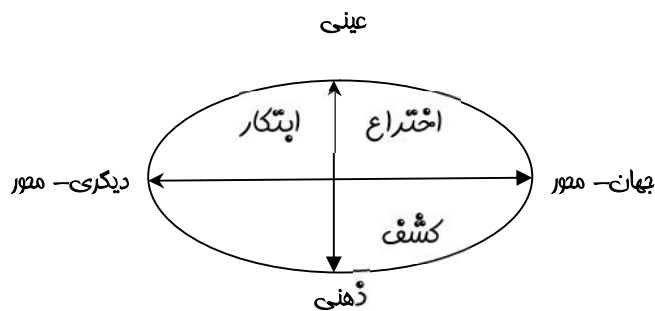 عینی
اختراع
ابتکار
جهان- محور
دیگری- محور
کشف
ذهنی